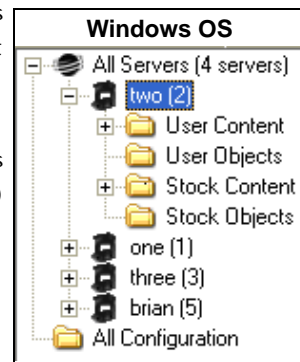 Windows OS
All Servers (4 servers)
two (2)
User Content
User Objects
Stock Content
Stock Objects
one (1)
three (3)
brian (5)
All Configuration